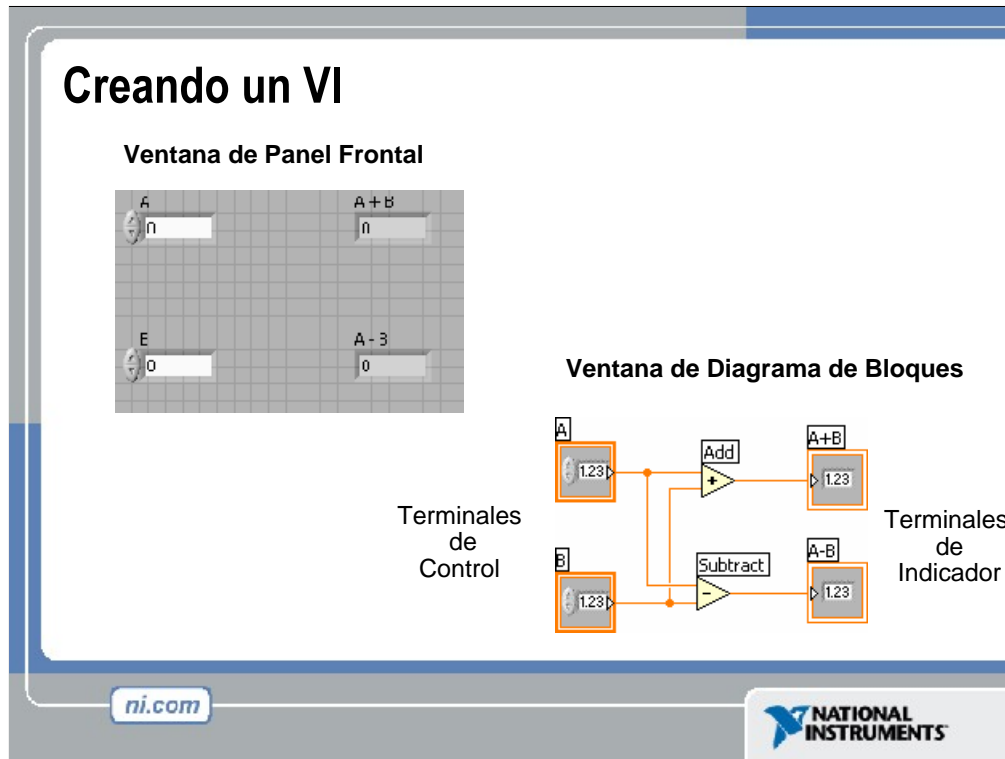 Creando un VI
Ventana de Panel Frontal
A
0
A+B
0
B
0
A-B
0
Ventana de Diagrama de Bloques
Terminales
de
Control
A
1.23
B
1.23
Add
+
Subtract
-
A+B
1.23
A-B
1.23
Terminales
de
Indicador
ni.com
NATIONAL
INSTRUMENTS